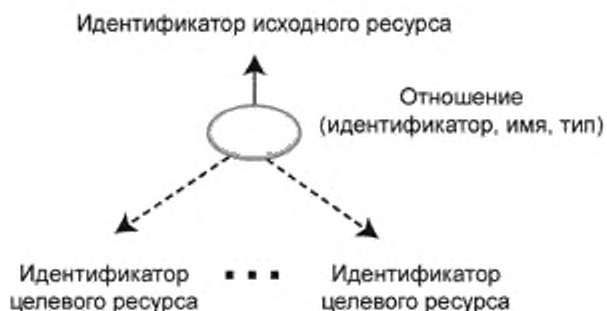 Идентификатор исходного ресурса
Отношение
(идентификатор, имя, тип)
Идентификатор
целевого ресурса
Идентификатор
целевого ресурса